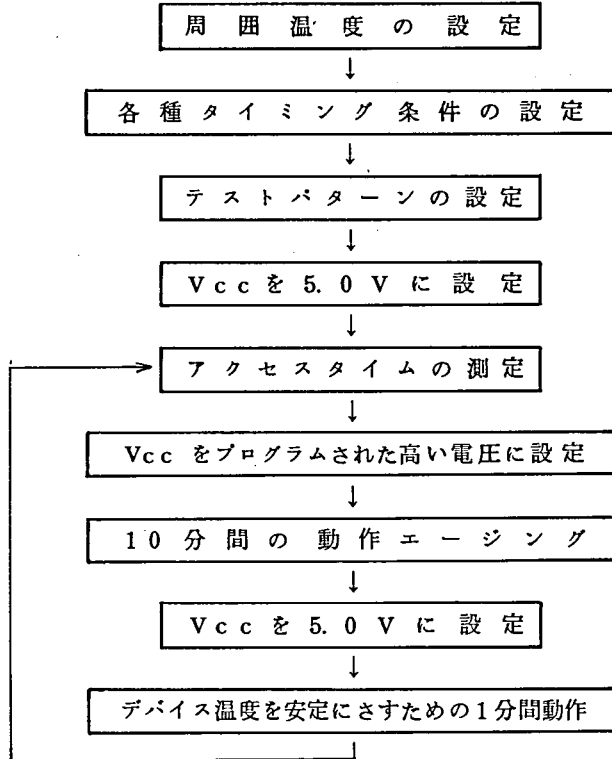 周囲温度の設定
↓
各種タイミング条件の設定
↓
テストパターンの設定
↓
Vccを5.0Vに設定
↓
アクセスタイムの測定
↓
Vccをプログラムされた高い電圧に設定
↓
10分間の動作エージング
↓
Vccを5.0Vに設定
↓
デバイス温度を安定にさすための1分間動作